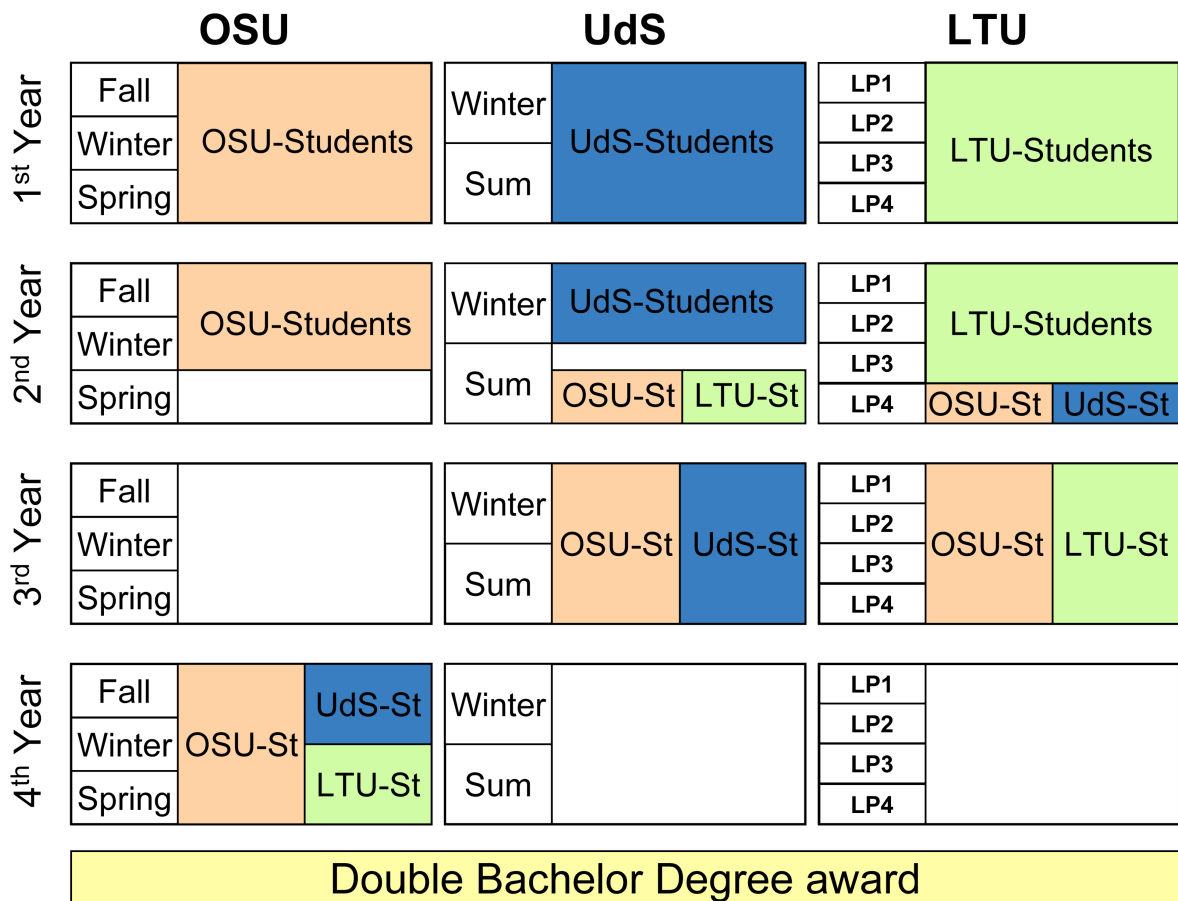 OSU UdS LTU
1st Year
Fall
Winter
Spring
OSU-Students
Winter
Sum
UdS-Students
LP1
LP2
LP3
LP4
LTU-Students
2nd Year
Fall
Winter
Spring
OSU-Students
Winter
Sum
UdS-Students
OSU-St LTU-St
LP1
LP2
LP3
LP4
LTU-Students
OSU-St UdS-St
3rd Year
Fall
Winter
Spring
Winter
Sum
OSU-St UdS-St
LP1
LP2
LP3
LP4
OSU-St LTU-St
4th Year
Fall
Winter
Spring
OSU-St
UdS-St
LTU-St
Winter
Sum
LP1
LP2
LP3
LP4
Double Bachelor Degree award